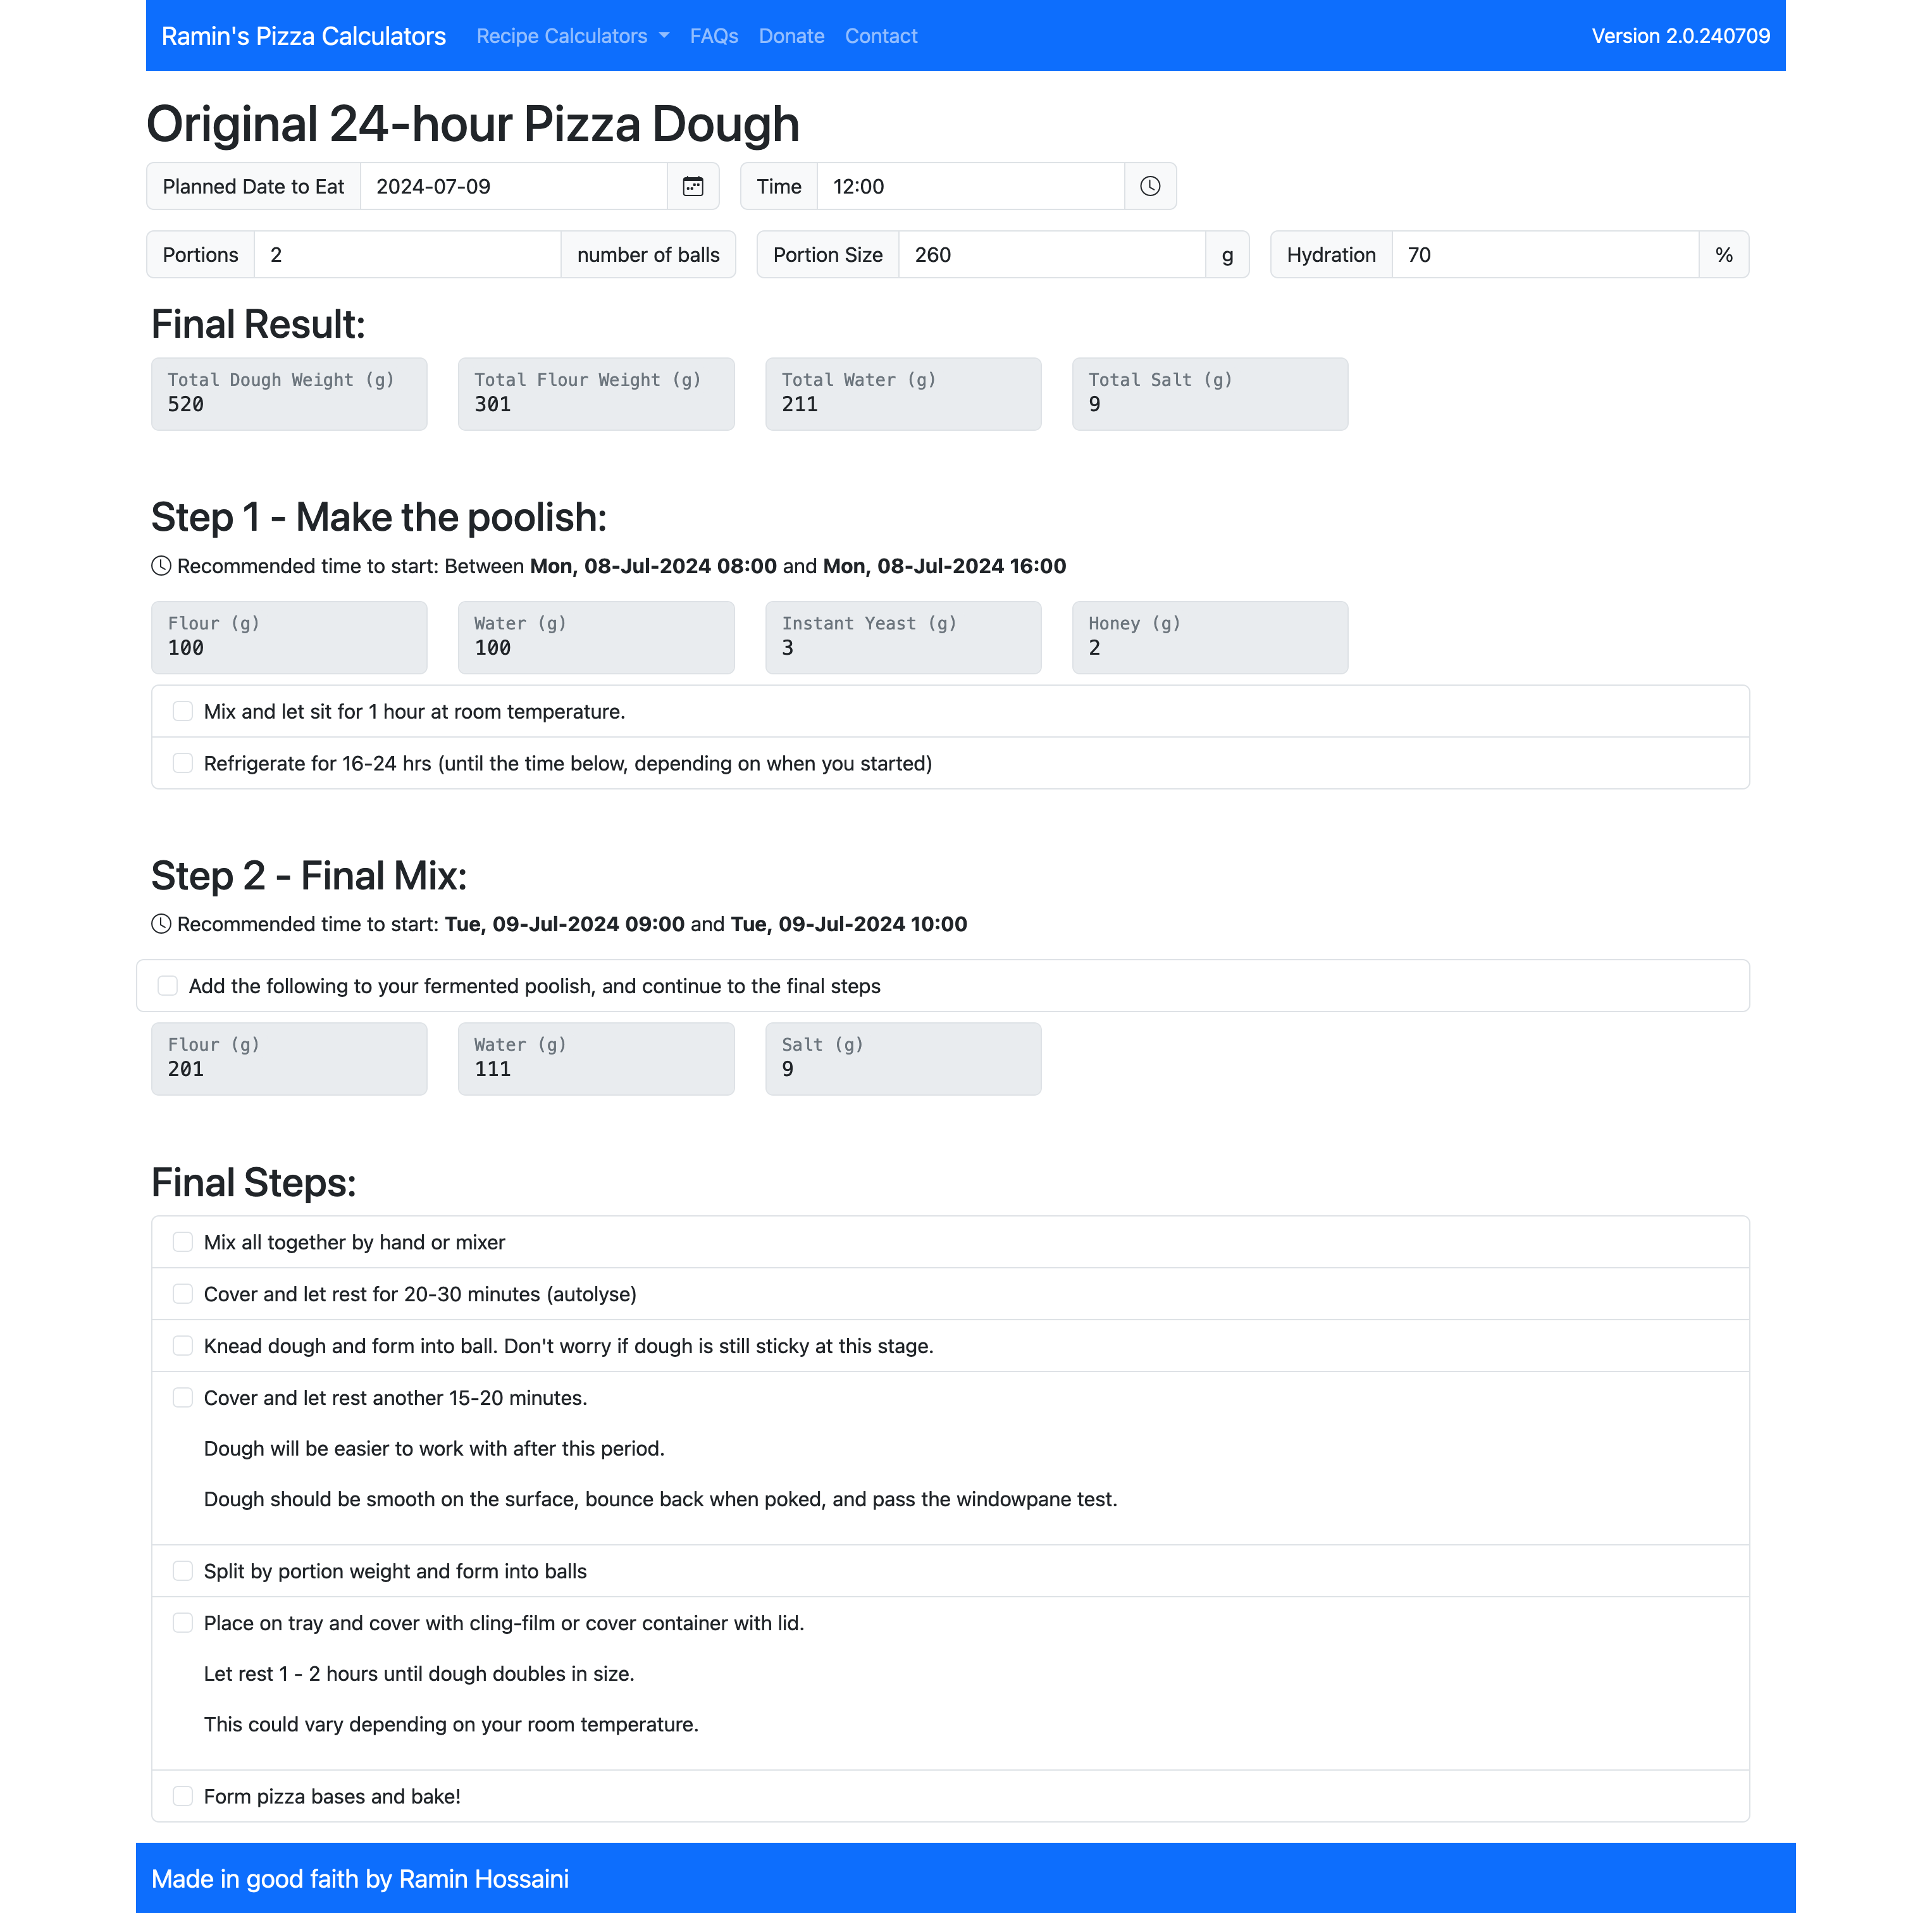 Ramin's Pizza Calculators Recipe Calculators FAQs Donate Contact Version 2.0.240709
Original 24-hour Pizza Dough
Planned Date to Eat 2024-07-09 Time 12:00
Portions 2 number of balls Portion Size 260 g Hydration 70 %
Final Result:
Total Dough Weight (g) Total Flour Weight (g) Total Water (g) Total Salt (g)
520 301 211 9
Step 1 - Make the poolish:
Recommended time to start: Between Mon, 08-Jul-2024 08:00 and Mon, 08-Jul-2024 16:00
Flour (g) Water (g) Instant Yeast (g) Honey (g)
100 100 3 2
Mix and let sit for 1 hour at room temperature.
Refrigerate for 16-24 hrs (until the time below, depending on when you started)
Step 2 - Final Mix:
Recommended time to start: Tue, 09-Jul-2024 09:00 and Tue, 09-Jul-2024 10:00
Add the following to your fermented poolish, and continue to the final steps
Flour (g) Water (g) Salt (g)
201 111 9
Final Steps:
Mix all together by hand or mixer
Cover and let rest for 20-30 minutes (autolyse)
Knead dough and form into ball. Don't worry if dough is still sticky at this stage.
Cover and let rest another 15-20 minutes.
Dough will be easier to work with after this period.
Dough should be smooth on the surface, bounce back when poked, and pass the windowpane test.
Split by portion weight and form into balls
Place on tray and cover with cling-film or cover container with lid.
Let rest 1 - 2 hours until dough doubles in size.
This could vary depending on your room temperature.
Form pizza bases and bake!
Made in good faith by Ramin Hossaini